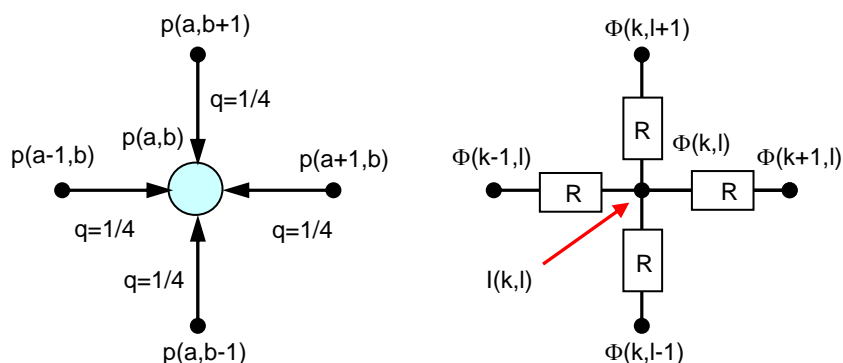 p(a,b+1)
q=1/4
p(a,b)
p(a-1,b)
p(a+1,b)
q=1/4
q=1/4
q=1/4
p(a,b-1)
Φ(k,l+1)
R
Φ(k,l)
Φ(k-1,l)
Φ(k+1,l)
R
R
I(k,l)
R
Φ(k,l-1)